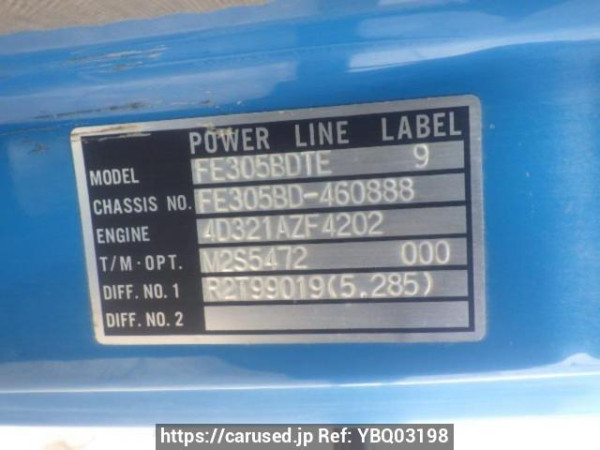 POWER LINE LABEL
MODEL FE305BDTE 9
CHASSIS NO. FE305BD-460888
ENGINE 4D321AZF4202
T/M·OPT. M2S5472 000
DIFF. NO. 1 R2T99019(5.285)
DIFF. NO. 2
https://carused.jp Ref: YBQ03198